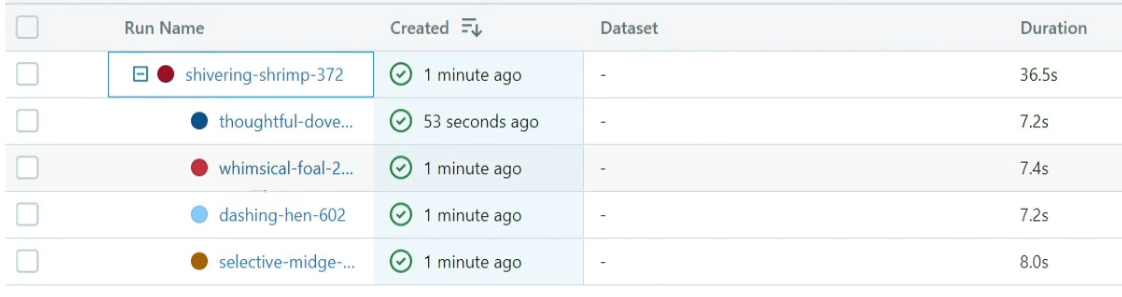 Run Name Created Dataset Duration
shivering-shrimp-372 1 minute ago - 36.5s
thoughtful-dove... 53 seconds ago - 7.2s
whimsical-foal-2... 1 minute ago - 7.4s
dashing-hen-602 1 minute ago - 7.2s
selective-midge-... 1 minute ago - 8.0s